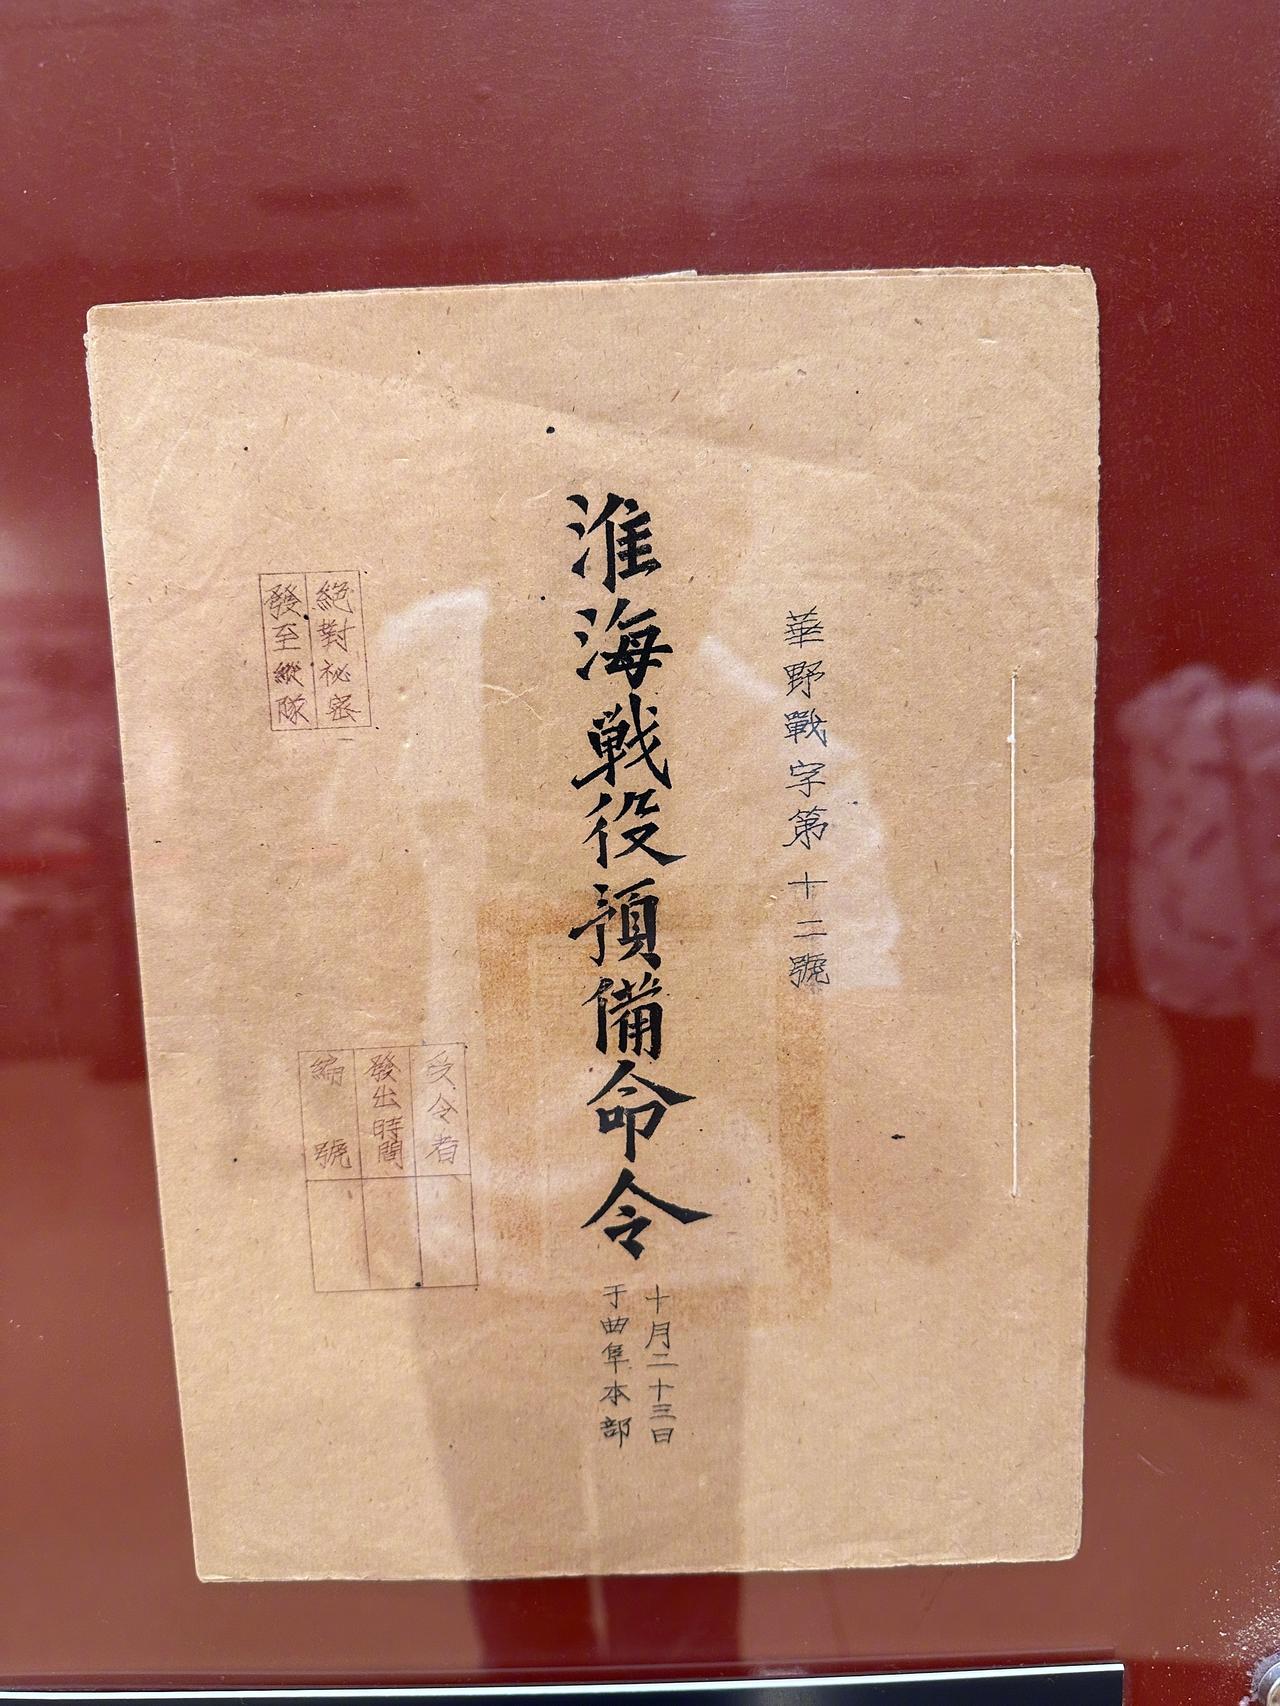 華野戰字第十二號
淮海战役預備命令
十月二十三日
于曲阜本部
絕對祕密
發至縱隊
受令者
發出時間
編號